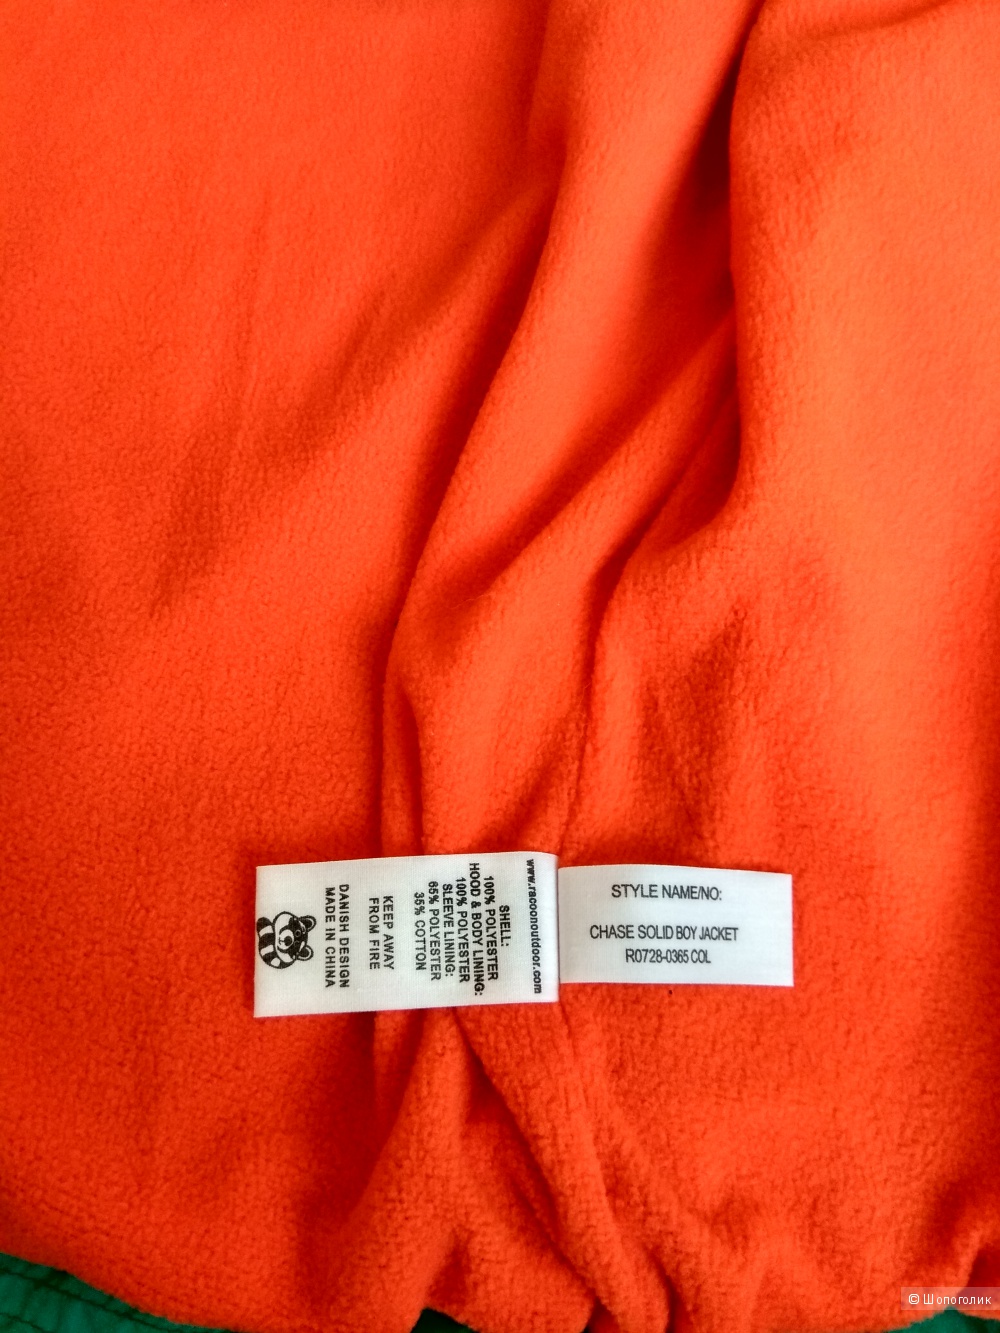 www.racoonoutdoor.com
SHELL:
100% POLYESTER
HOOD & BODY LINING:
100% POLYESTER
SLEEVE LINING:
65% POLYESTER
35% COTTON
KEEP AWAY
FROM FIRE
DANISH DESIGN
MADE IN CHINA
STYLE NAME/NO:
CHASE SOLID BOY JACKET
R0728-0365 COL
© Шопоголик